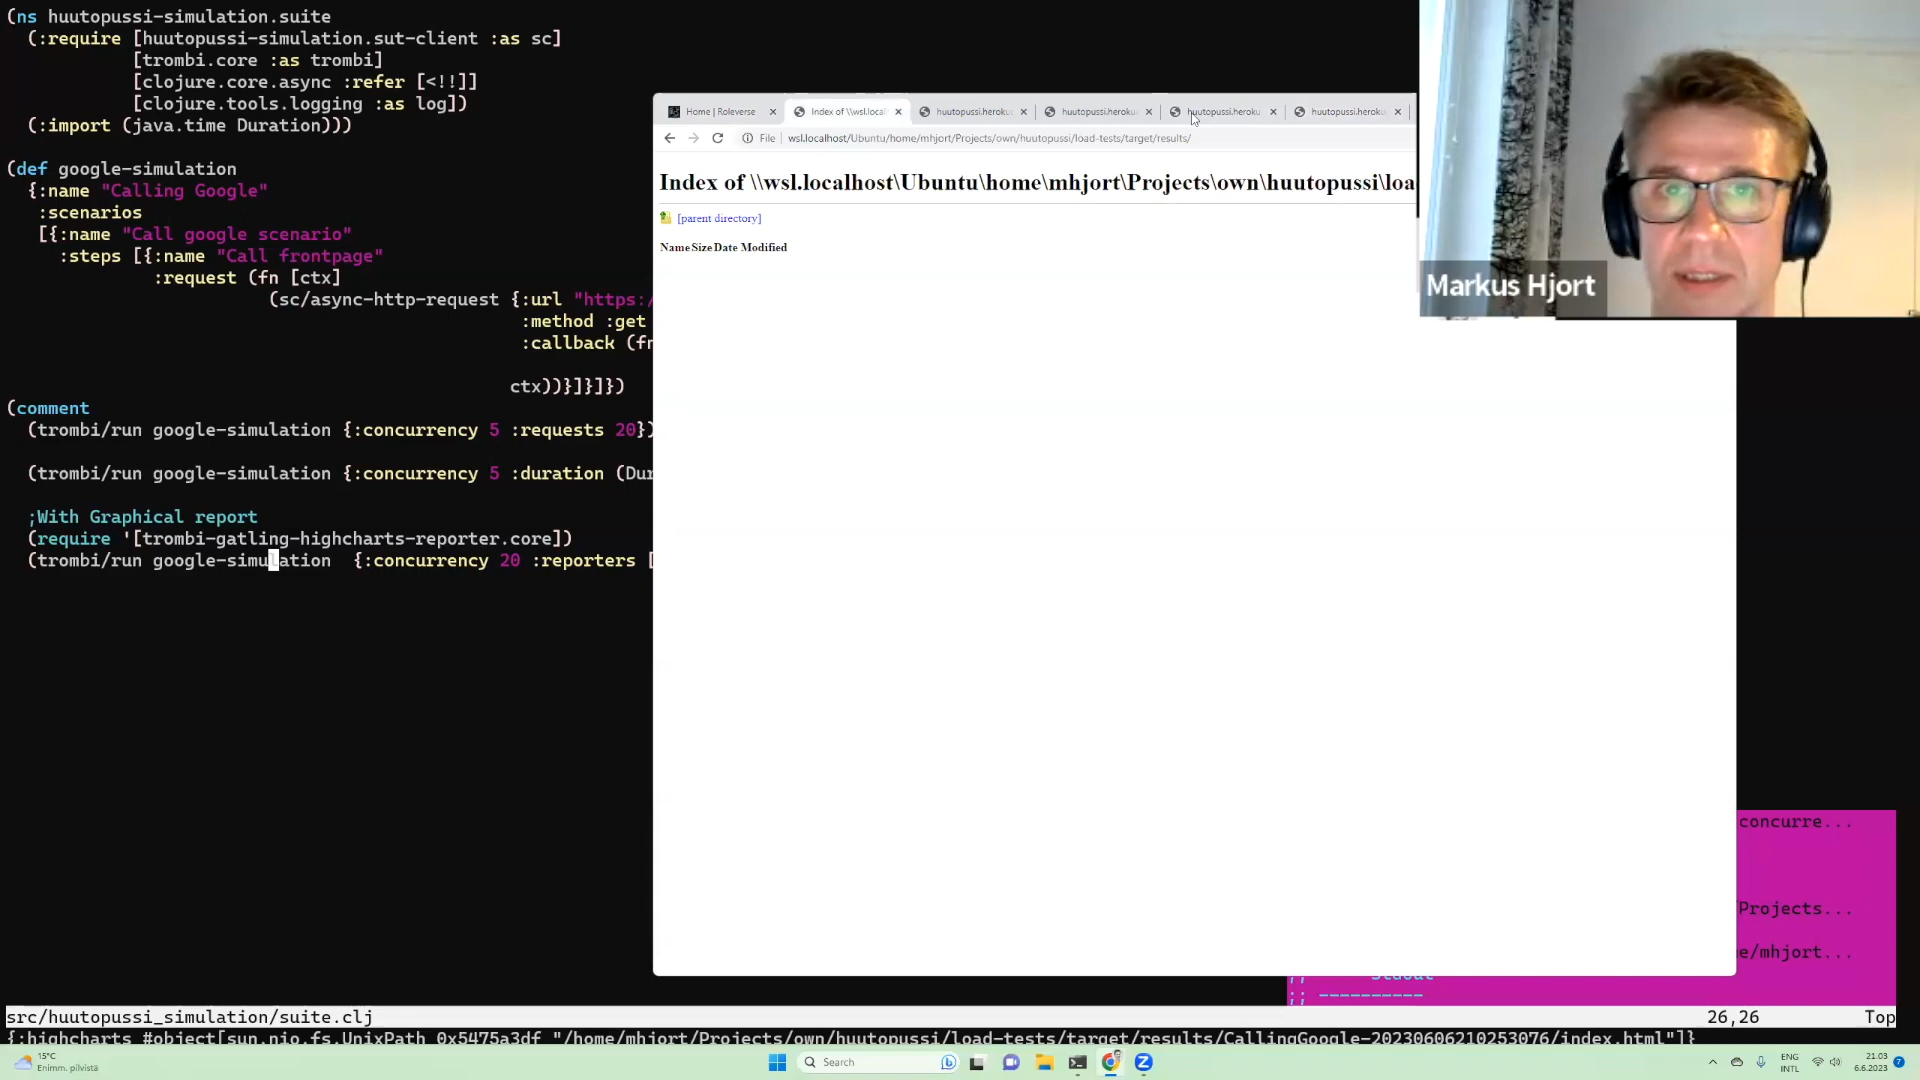 (ns huutopussi-simulation.suite
(:require [huutopussi-simulation.sut-client :as sc]
[trombi.core :as trombi]
[clojure.core.async :refer [<!!]]
[clojure.tools.logging :as log])
(:import (java.time Duration)))
(def google-simulation
{:name "Calling Google"
:scenarios
[{:name "Call google scenario"
:steps [{:name "Call frontpage"
:request (fn [ctx]
(sc/async-http-request {:url "https:/
:method :get
:callback (fn
ctx))}]}]})
(comment
(trombi/run google-simulation {:concurrency 5 :requests 20})
(trombi/run google-simulation {:concurrency 5 :duration (Dur
;With Graphical report
(require '[trombi-gatling-highcharts-reporter.core])
(trombi/run google-simulation {:concurrency 20 :reporters [
Home | Roleverse
Index of \\wsl.local
huutopussi.heroku
huutopussi.heroku
huutopussi.heroku
huutopussi.heroku
File
wsl.localhost/Ubuntu/home/mhjort/Projects/own/huutopussi/load-tests/target/results/
Index of \\wsl.localhost\Ubuntu\home\mhjort\Projects\own\huutopussi\loa
[parent directory]
Name Size Date Modified
Markus Hjort
concurre...
/Projects...
e/mhjort...
;; Stdout
;; ----------
src/huutopussi_simulation/suite.clj
26,26
Top
{:highcharts #object[sun.nio.fs.UnixPath 0x5475a3df "/home/mhjort/Projects/own/huutopussi/load-tests/target/results/CallingGoogle-20230606210253076/index.html"]}
15°C
Enimm. pilvistä
Search
ENG
INTL
21.03
6.6.2023
7